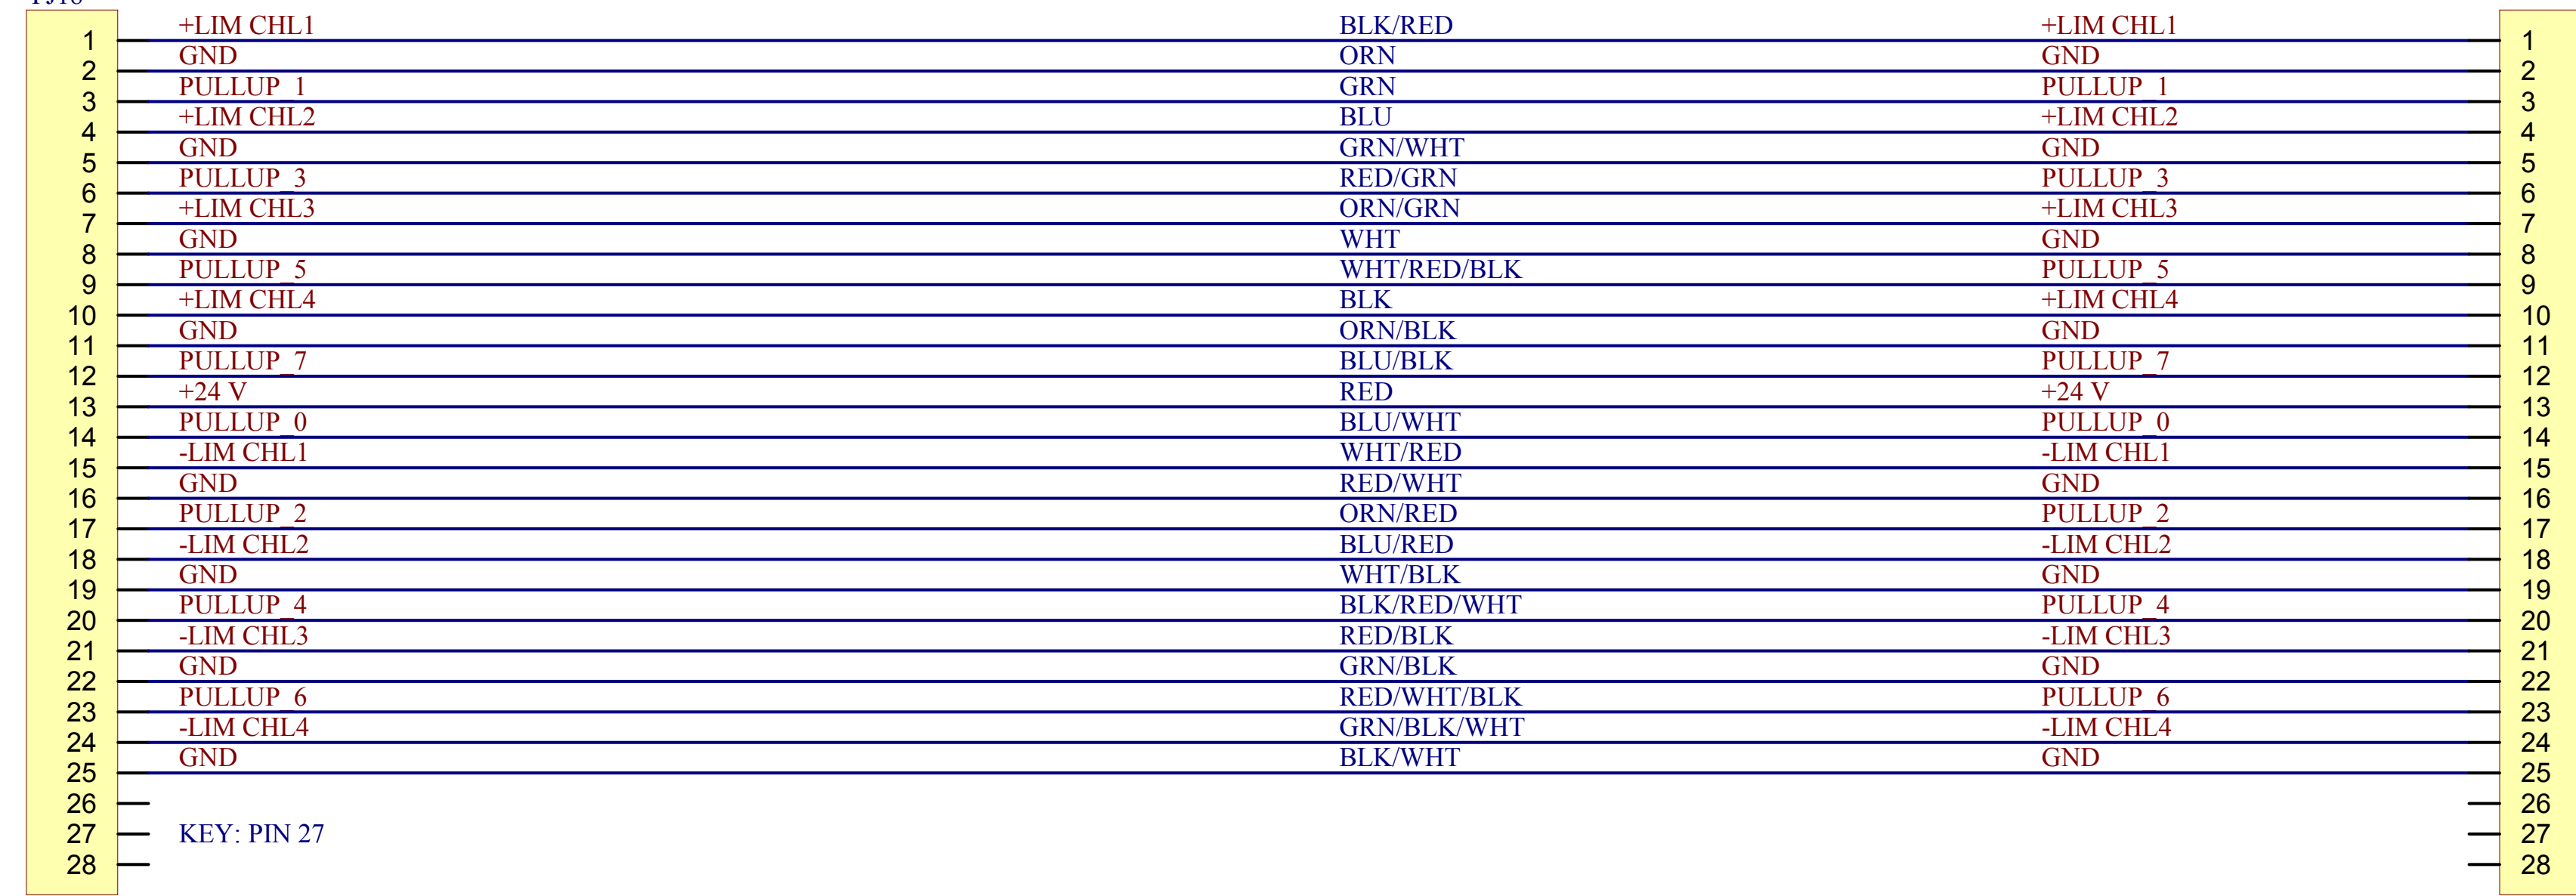 +LIM CHL1 BLK/RED +LIM CHL1
1 1
GND ORN GND
2 2
PULLUP_1 GRN PULLUP_1
3 3
+LIM CHL2 BLU +LIM CHL2
4 4
GND GRN/WHT GND
5 5
PULLUP_3 RED/GRN PULLUP_3
6 6
+LIM CHL3 ORN/GRN +LIM CHL3
7 7
GND WHT GND
8 8
PULLUP_5 WHT/RED/BLK PULLUP_5
9 9
+LIM CHL4 BLK +LIM CHL4
10 10
GND ORN/BLK GND
11 11
PULLUP_7 BLU/BLK PULLUP_7
12 12
+24 V RED +24 V
13 13
PULLUP_0 BLU/WHT PULLUP_0
14 14
-LIM CHL1 WHT/RED -LIM CHL1
15 15
GND RED/WHT GND
16 16
PULLUP_2 ORN/RED PULLUP_2
17 17
-LIM CHL2 BLU/RED -LIM CHL2
18 18
GND WHT/BLK GND
19 19
PULLUP_4 BLK/RED/WHT PULLUP_4
20 20
-LIM CHL3 RED/BLK -LIM CHL3
21 21
GND GRN/BLK GND
22 22
PULLUP_6 RED/WHT/BLK PULLUP_6
23 23
-LIM CHL4 GRN/BLK/WHT -LIM CHL4
24 24
GND BLK/WHT GND
25 25
26 26
27 KEY: PIN 27 27
28 28